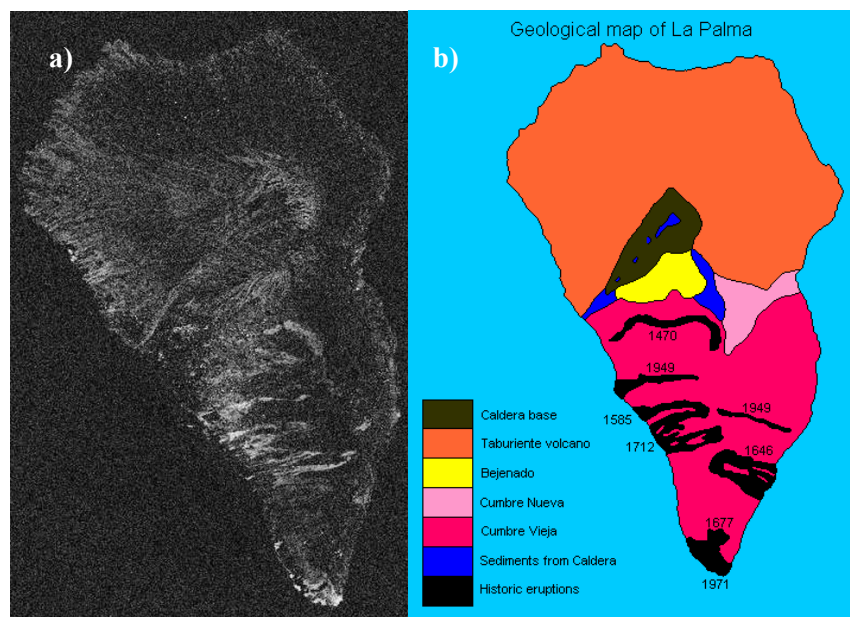 a)
b)
Geological map of La Palma
1470
1949
1585
1949
1712
1646
1677
1971
Caldera base
Taburiente volcano
Bejenado
Cumbre Nueva
Cumbre Vieja
Sediments from Caldera
Historic eruptions